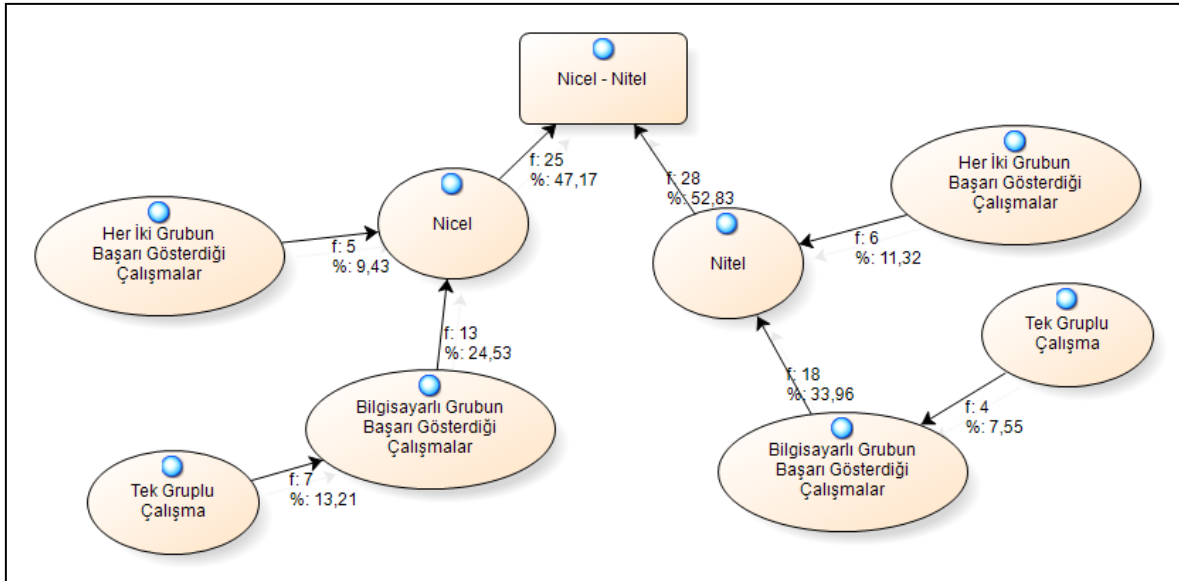 Nicel - Nitel
f: 25
%: 47,17
f: 28
%: 52,83
Nicel
Nitel
Her İki Grubun
Başarı Gösterdiği
Çalışmalar
f: 5
%: 9,43
Her İki Grubun
Başarı Gösterdiği
Çalışmalar
f: 6
%: 11,32
f: 13
%: 24,53
Bilgisayarlı Grubun
Başarı Gösterdiği
Çalışmalar
f: 7
%: 13,21
Tek Gruplu
Çalışma
f: 18
%: 33,96
Tek Gruplu
Çalışma
f: 4
%: 7,55
Bilgisayarlı Grubun
Başarı Gösterdiği
Çalışmalar